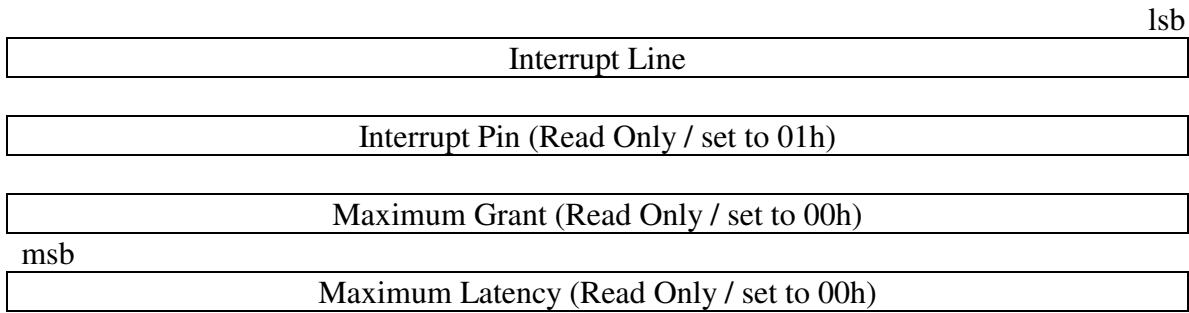 lsb
Interrupt Line
Interrupt Pin (Read Only / set to 01h)
Maximum Grant (Read Only / set to 00h)
msb
Maximum Latency (Read Only / set to 00h)